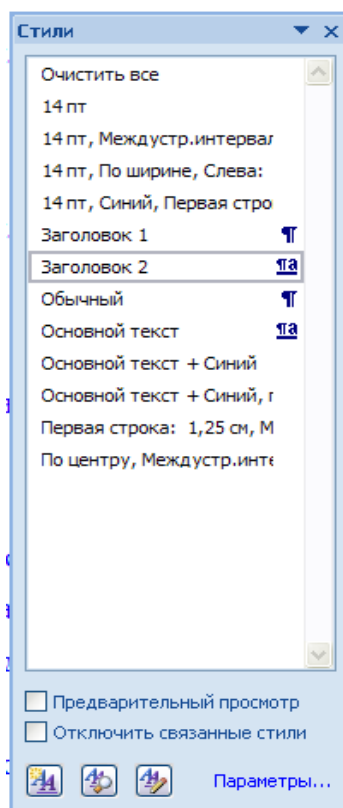 Стили
Очистить все
14 пт
14 пт, Междустр.интервал
14 пт, По ширине, Слева:
14 пт, Синий, Первая стро
Заголовок 1 ¶
Заголовок 2 ¶a
Обычный ¶
Основной текст ¶a
Основной текст + Синий
Основной текст + Синий, г
Первая строка: 1,25 см, М
По центру, Междустр.инте
Предварительный просмотр
Отключить связанные стили
Параметры...